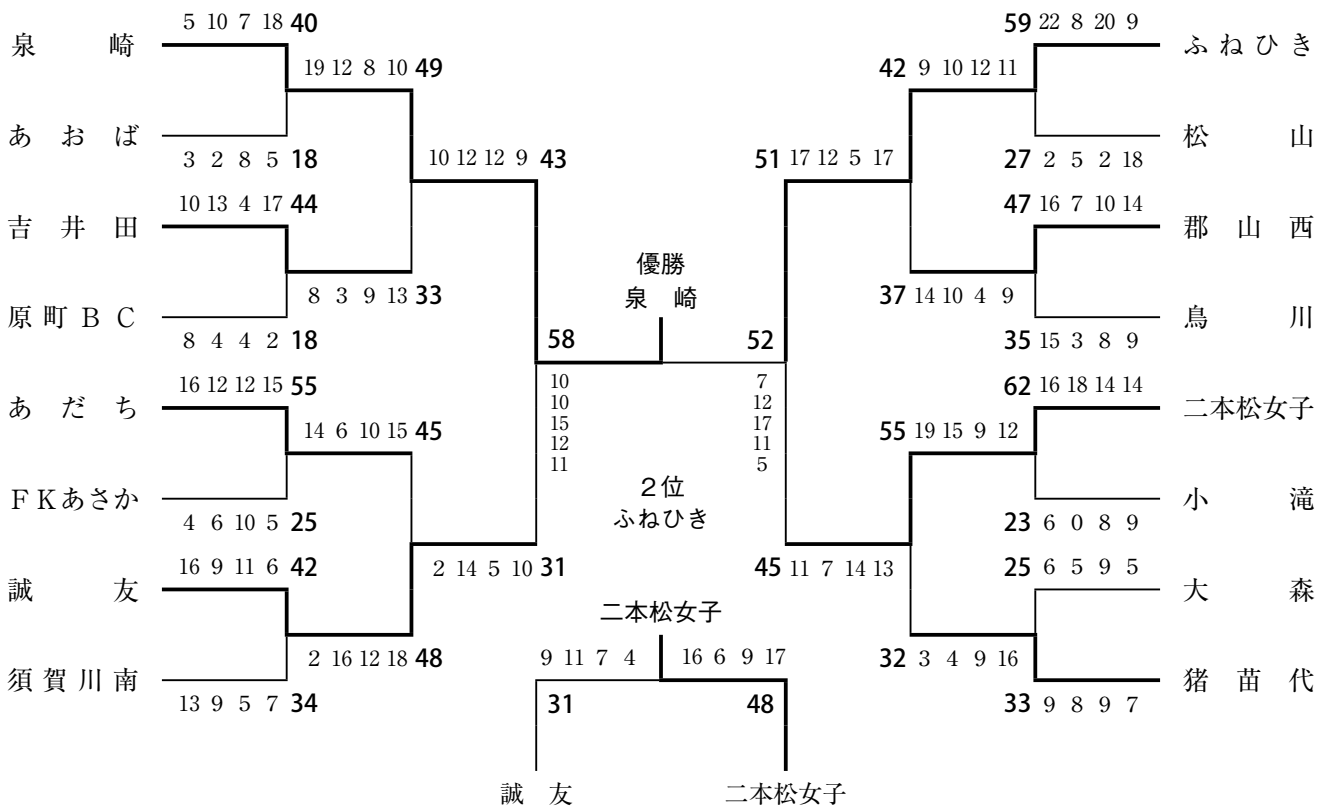 5 10 7 18 40
泉崎
19 12 8 10 49
あおば
3 2 8 5 18
10 12 12 9 43
10 13 4 17 44
吉井田
8 3 9 13 33
原町BC
8 4 4 2 18
16 12 12 15 55
あだち
14 6 10 15 45
FKあさか
4 6 10 5 25
2 14 5 10 31
16 9 11 6 42
誠友
2 16 12 18 48
須賀川南
13 9 5 7 34
優勝
泉崎
58
10
10
15
12
11
52
7
12
17
11
5
2位
ふねひき
59 22 8 20 9
ふねひき
42 9 10 12 11
松山
27 2 5 2 18
51 17 12 5 17
47 16 7 10 14
郡山西
37 14 10 4 9
鳥川
35 15 3 8 9
62 16 18 14 14
二本松女子
55 19 15 9 12
小滝
23 6 0 8 9
45 11 7 14 13
25 6 5 9 5
大森
32 3 4 9 16
猪苗代
33 9 8 9 7
二本松女子
9 11 7 4
16 6 9 17
31
48
誠友
二本松女子